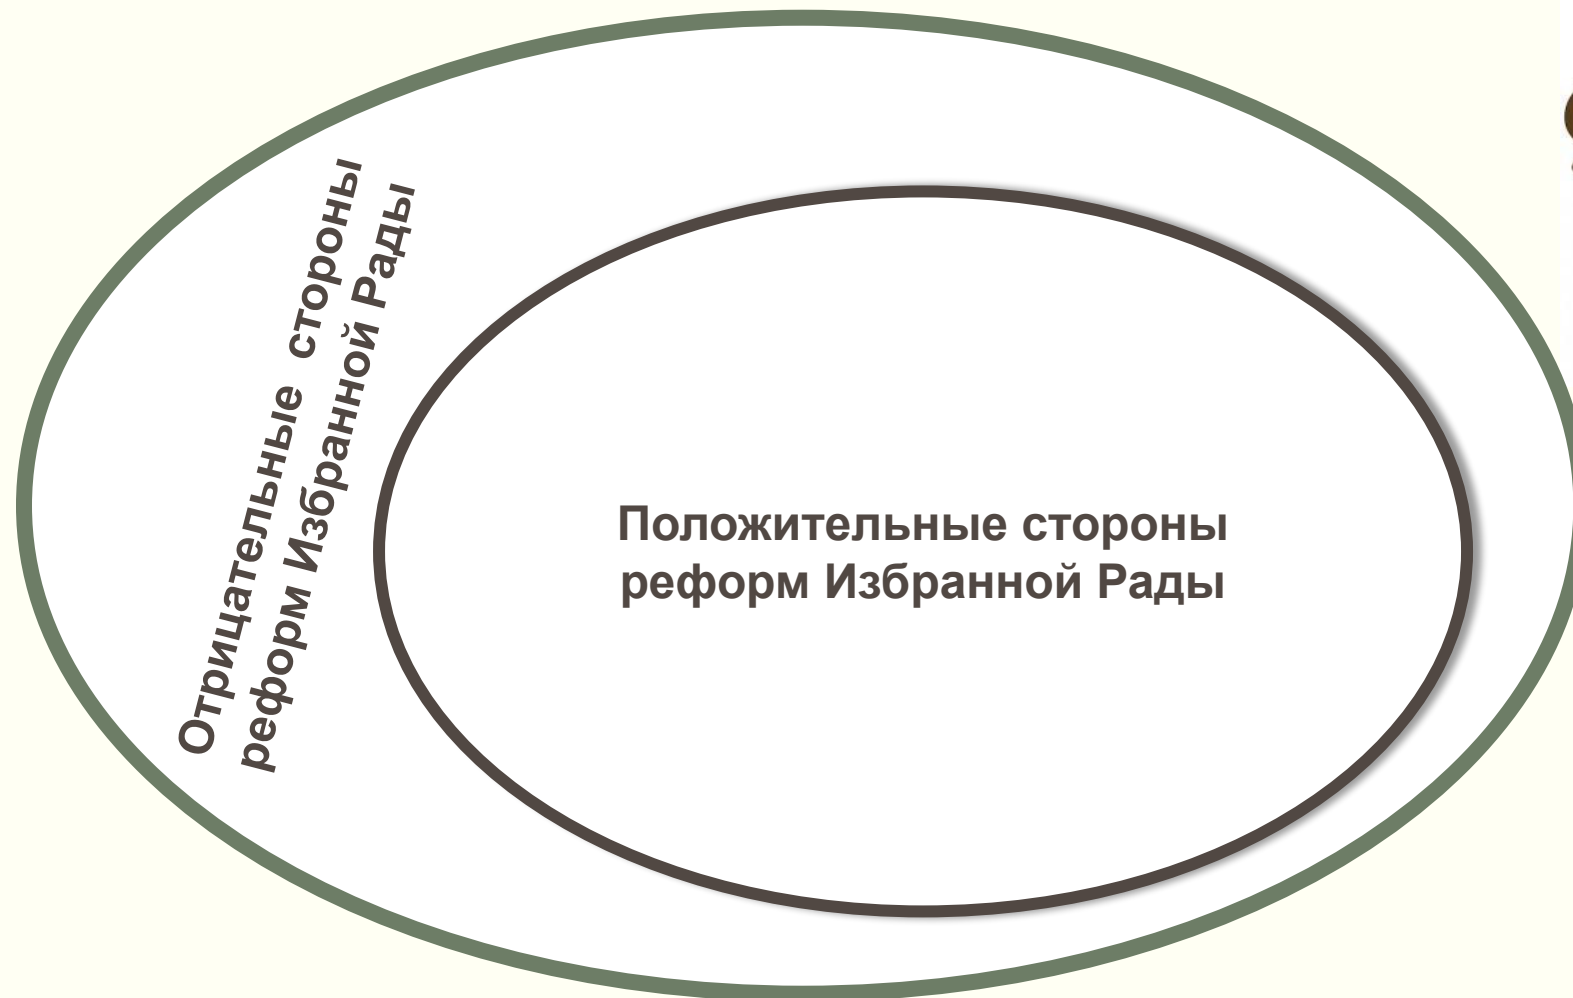 Отрицательные стороны
реформ Избранной Рады
Положительные стороны
реформ Избранной Рады